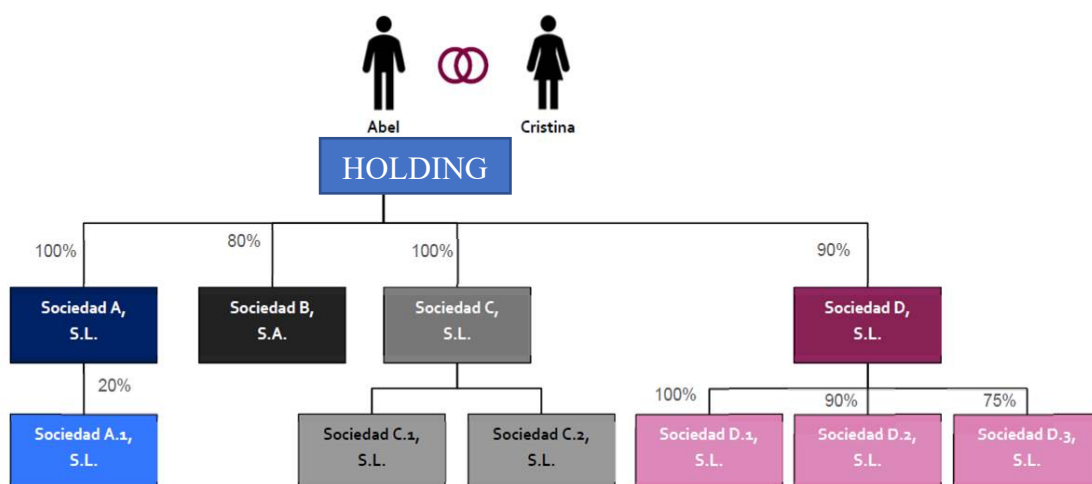 Abel
Cristina
HOLDING
100%
80%
100%
90%
Sociedad A,
S.L.
Sociedad B,
S.A.
Sociedad C,
S.L.
Sociedad D,
S.L.
20%
100%
90%
75%
Sociedad A.1,
S.L.
Sociedad C.1,
S.L.
Sociedad C.2,
S.L.
Sociedad D.1,
S.L.
Sociedad D.2,
S.L.
Sociedad D.3,
S.L.